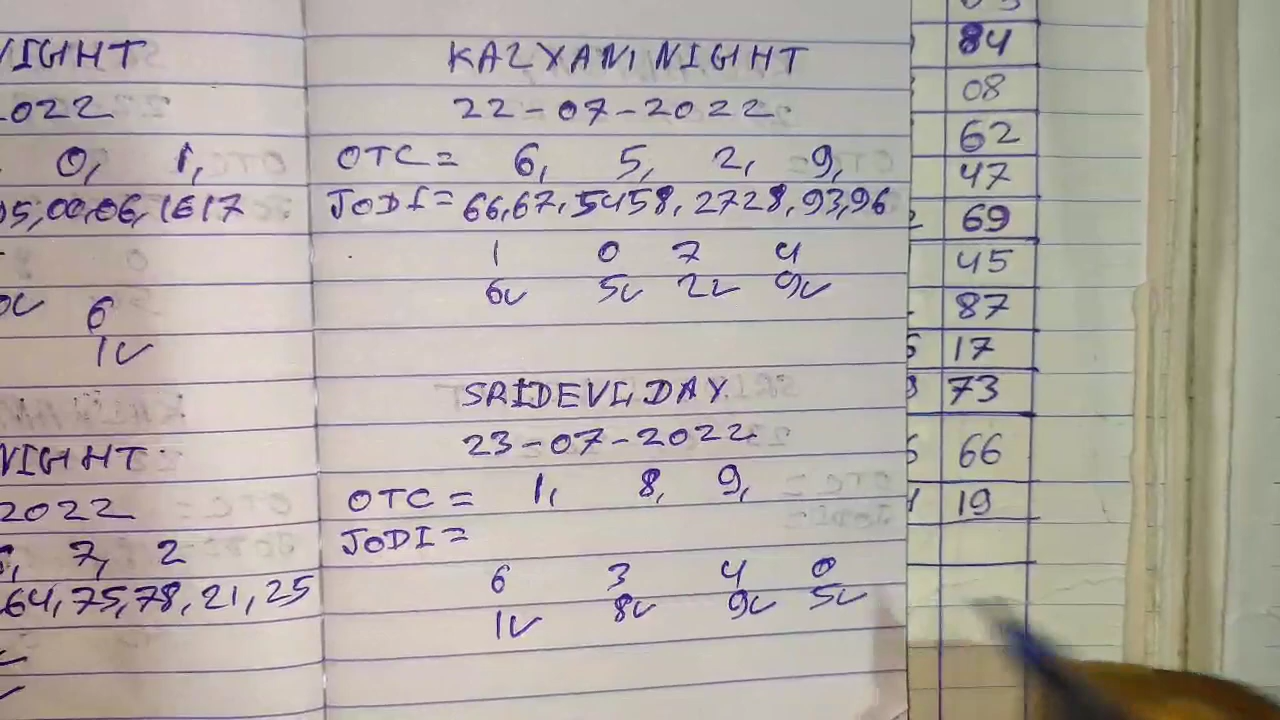 NIGHT
2022
0, 1,
05,00,06,1617
6
1✓
NIGHT
2022
7, 2
64,75,78,21,25
KALYAN NIGHT
22-07-2022
OTC = 6, 5, 2, 9,
JODI = 66,67,5458,2728,93,96
1 0 7 4
6✓ 5✓ 2✓ 9✓
SRIDEVI DAY
23-07-2022
OTC = 1, 8, 9,
JODI =
6 3 4 0
1✓ 8✓ 9✓ 5✓
84
08
62
47
69
45
87
17
73
66
19